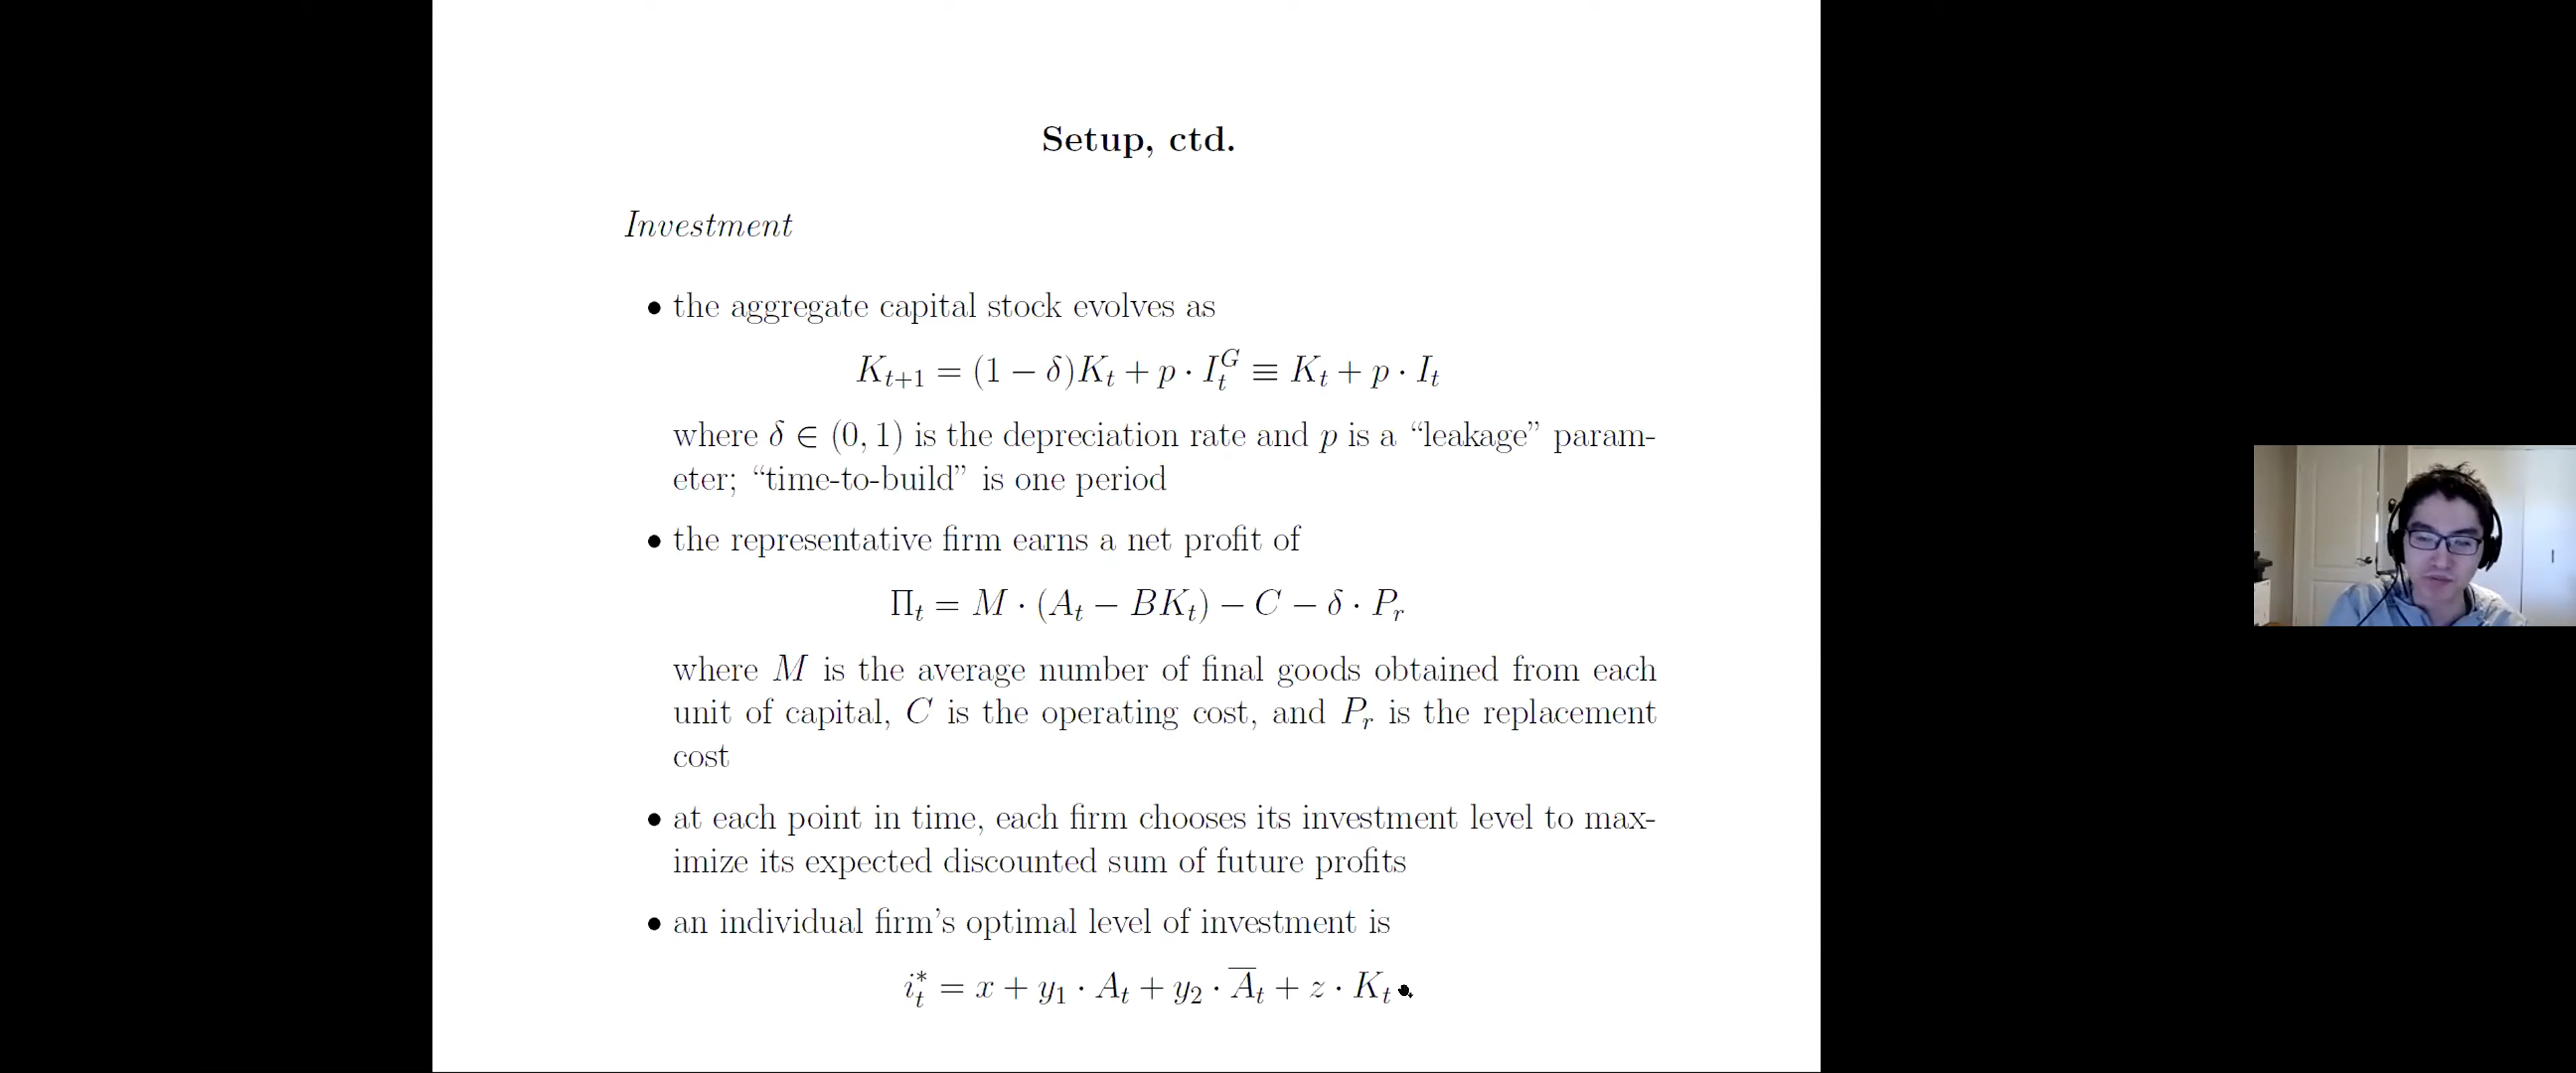 Setup, ctd.
Investment
• the aggregate capital stock evolves as
K_{t+1} = (1 − δ)K_t + p · I_t^G ≡ K_t + p · I_t
where δ ∈ (0, 1) is the depreciation rate and p is a “leakage” param-
eter; “time-to-build” is one period
• the representative firm earns a net profit of
Π_t = M · (A_t − BK_t) − C − δ · P_r
where M is the average number of final goods obtained from each
unit of capital, C is the operating cost, and P_r is the replacement
cost
• at each point in time, each firm chooses its investment level to max-
imize its expected discounted sum of future profits
• an individual firm’s optimal level of investment is
i_t^* = x + y_1 · A_t + y_2 · \overline{A}_t + z · K_t